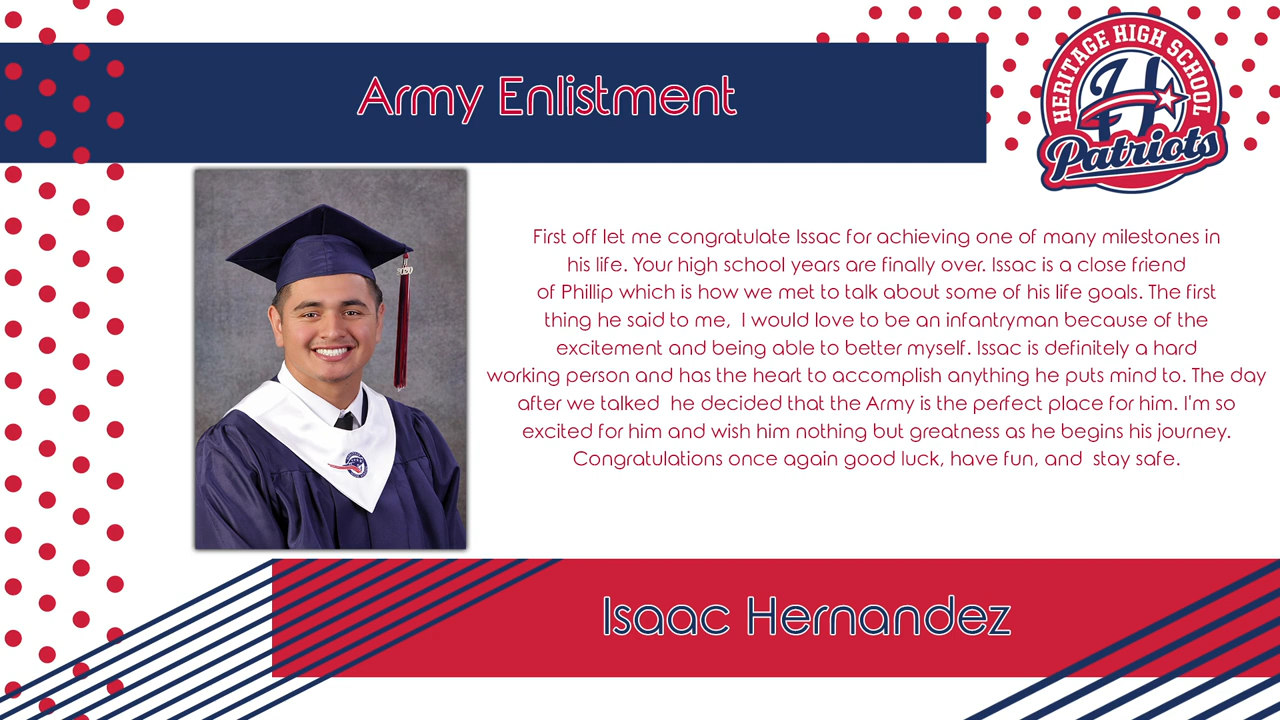 Army Enlistment
HERITAGE HIGH SCHOOL
H
Patriots
2020
First off let me congratulate Issac for achieving one of many milestones in
his life. Your high school years are finally over. Issac is a close friend
of Phillip which is how we met to talk about some of his life goals. The first
thing he said to me,  I would love to be an infantryman because of the
excitement and being able to better myself. Issac is definitely a hard
working person and has the heart to accomplish anything he puts mind to. The day
after we talked  he decided that the Army is the perfect place for him. I'm so
excited for him and wish him nothing but greatness as he begins his journey.
Congratulations once again good luck, have fun, and  stay safe.
Isaac Hernandez